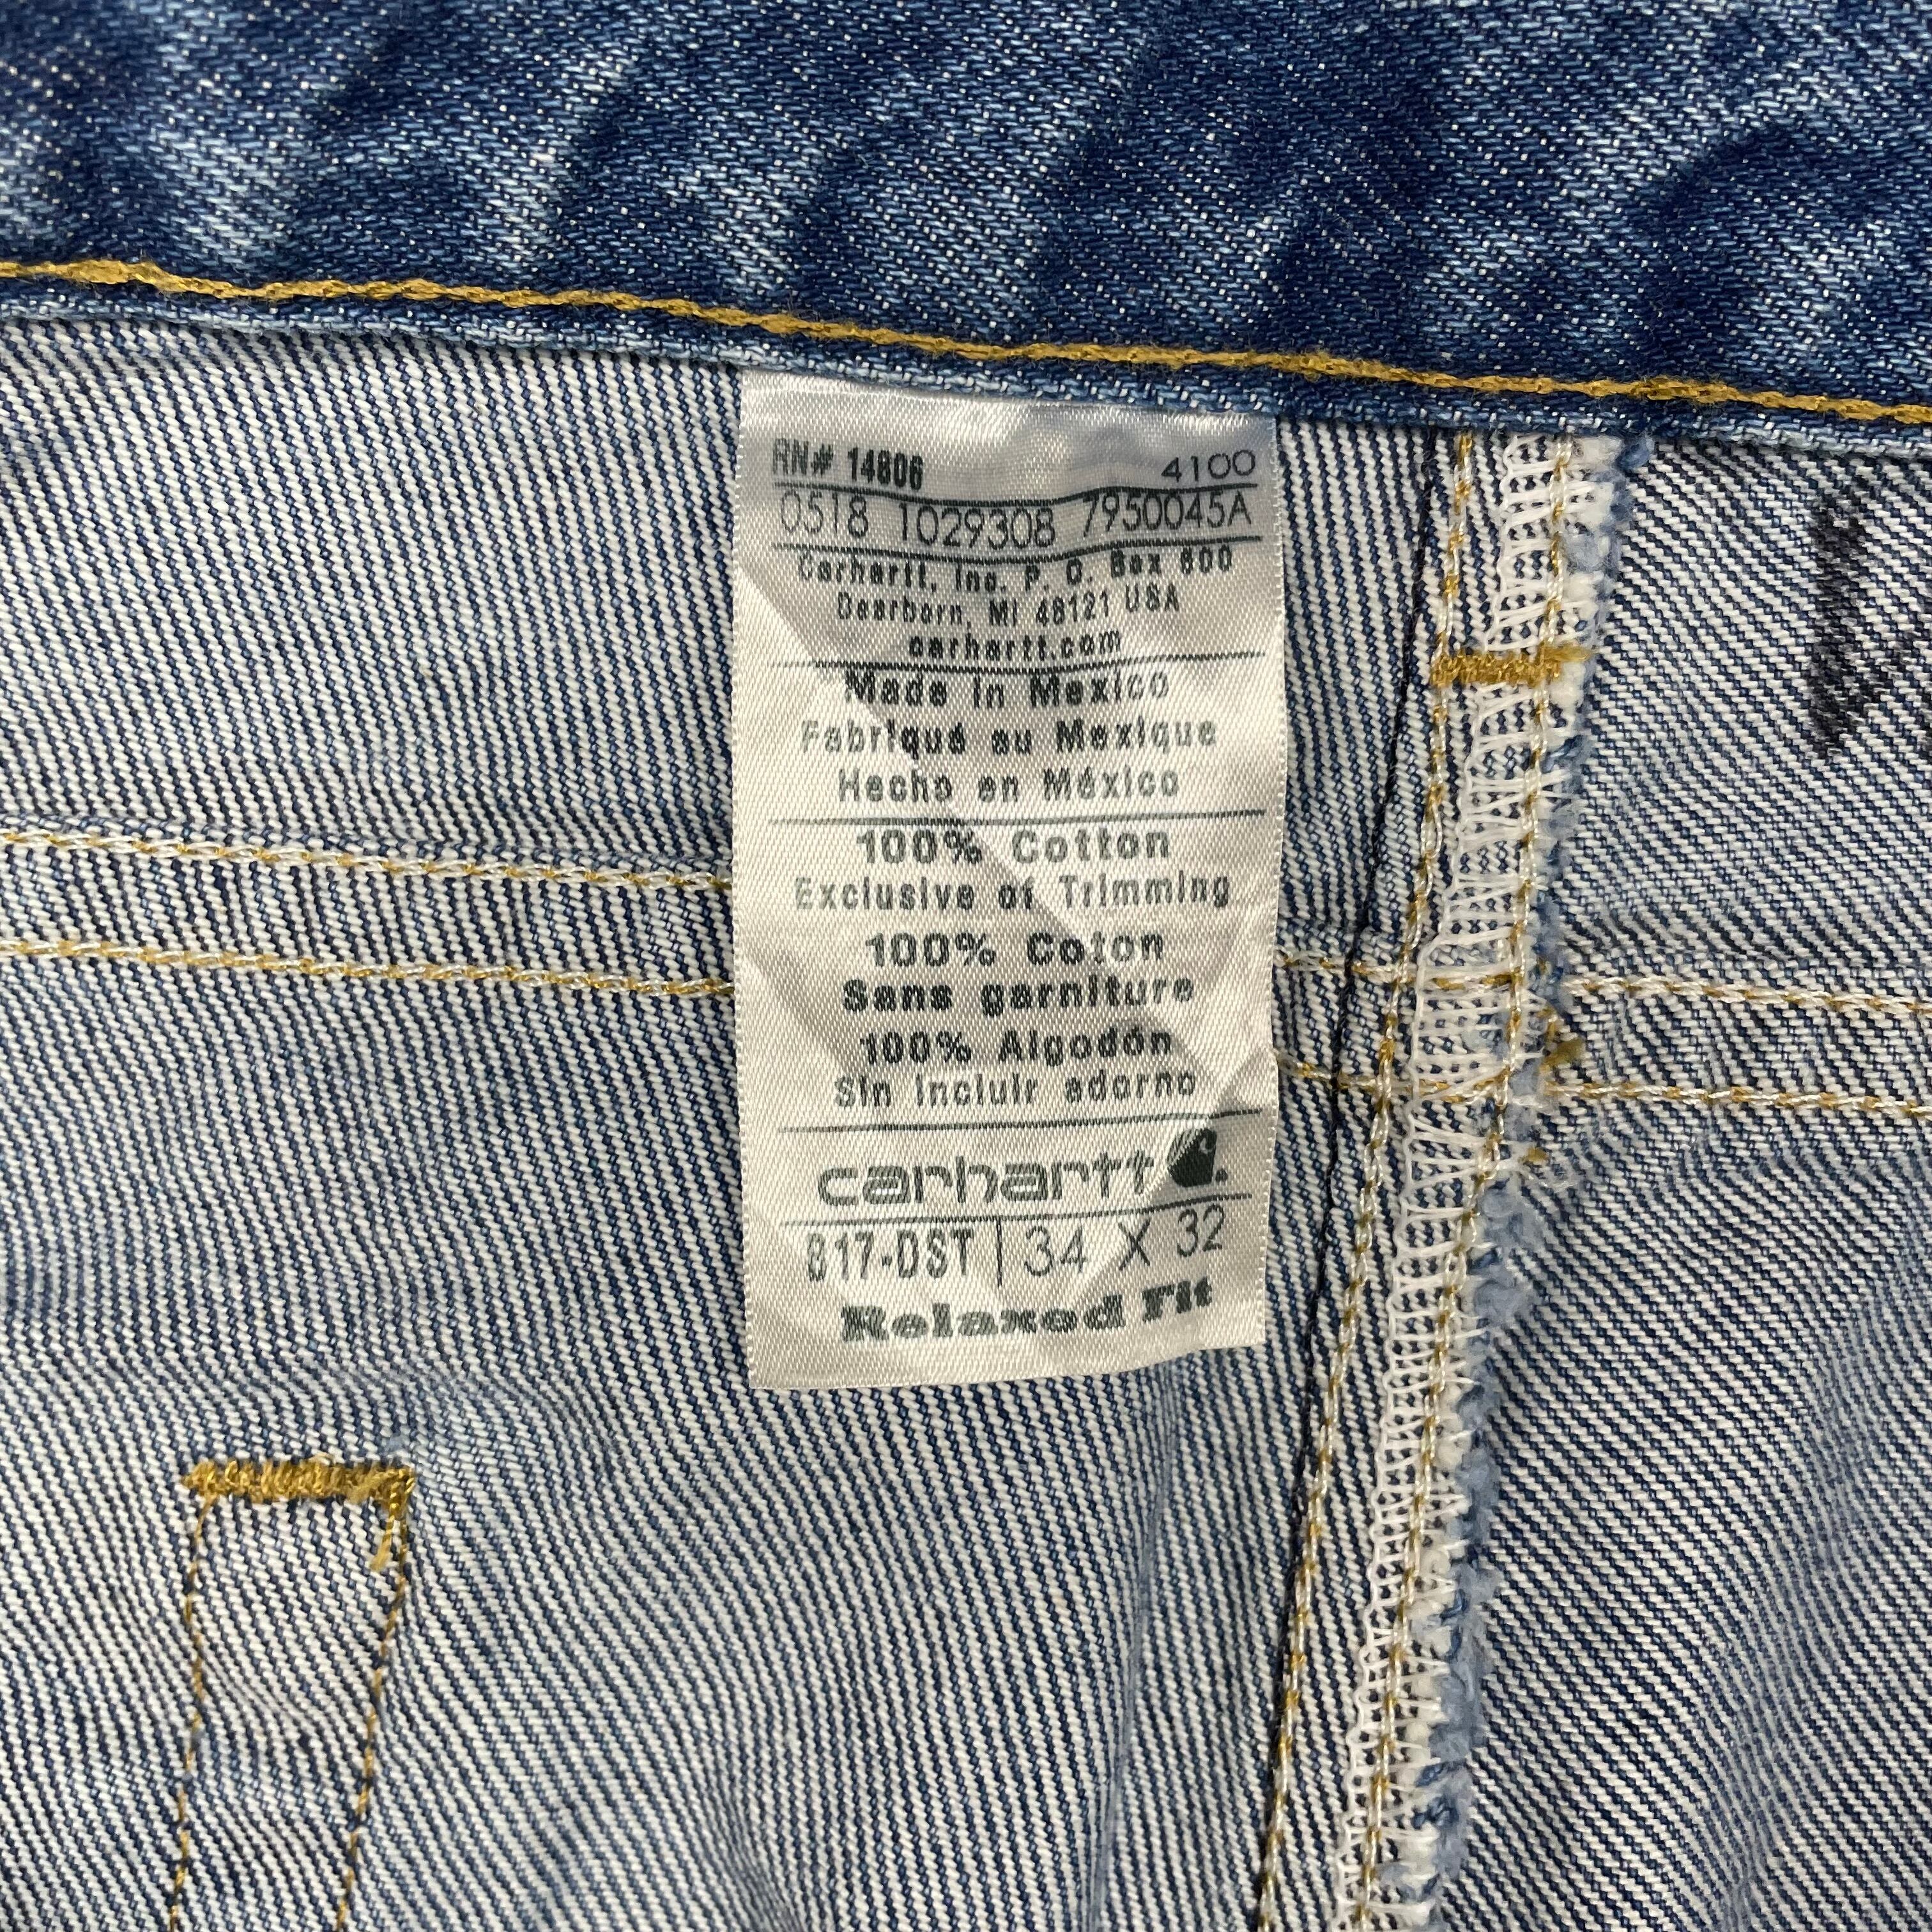 RN# 14806 4100
0518 1029308 7950045A
Carhartt, Inc. P. O. Box 600
Dearborn, MI 48121 USA
carhartt.com
Made in Mexico
Fabriqué au Mexique
Hecho en México
100% Cotton
Exclusive of Trimming
100% Coton
Sans garniture
100% Algodón
Sin incluir adorno
carhartt
B17-DST | 34 X 32
Relaxed Fit